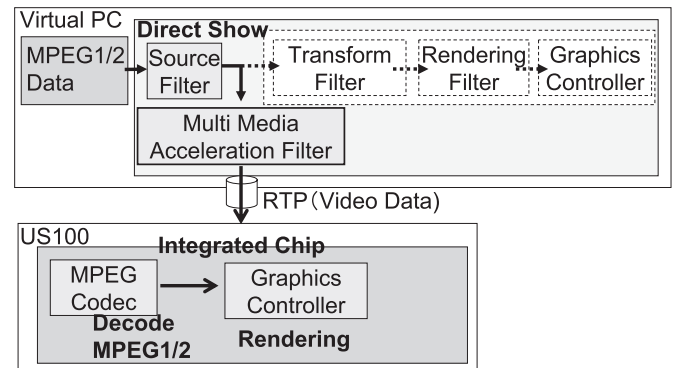 Virtual PC
Direct Show
MPEG1/2
Data
Source
Filter
Transform
Filter
Rendering
Filter
Graphics
Controller
Multi Media
Acceleration Filter
RTP(Video Data)
US100
Integrated Chip
MPEG
Codec
Graphics
Controller
Decode
MPEG1/2
Rendering